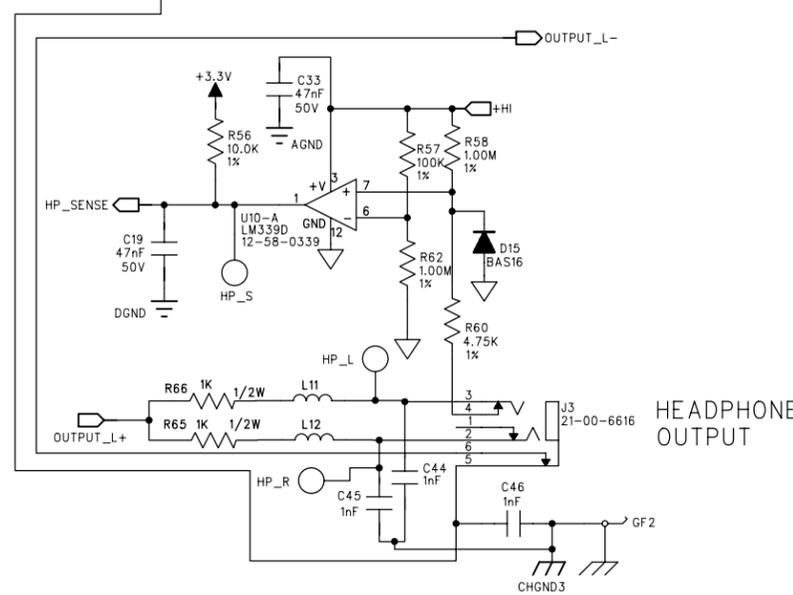 OUTPUT_L-
+3.3V
C33
47nF
50V
+HI
R56
10.0K
1%
AGND
R57
100K
1%
R58
1.00M
1%
+V
3
+
7
HP_SENSE
1
−
6
GND
12
U10-A
LM339D
12-58-0339
C19
47nF
50V
D15
BAS16
R62
1.00M
1%
HP_S
DGND
R60
4.75K
1%
HP_L
R66
1K
1/2W
L11
3
4
J3
21-00-6616
HEADPHONE
OUTPUT
OUTPUT_L+
R65
1K
1/2W
L12
1
2
6
5
HP_R
C44
1nF
C45
1nF
C46
1nF
GF2
CHGND3